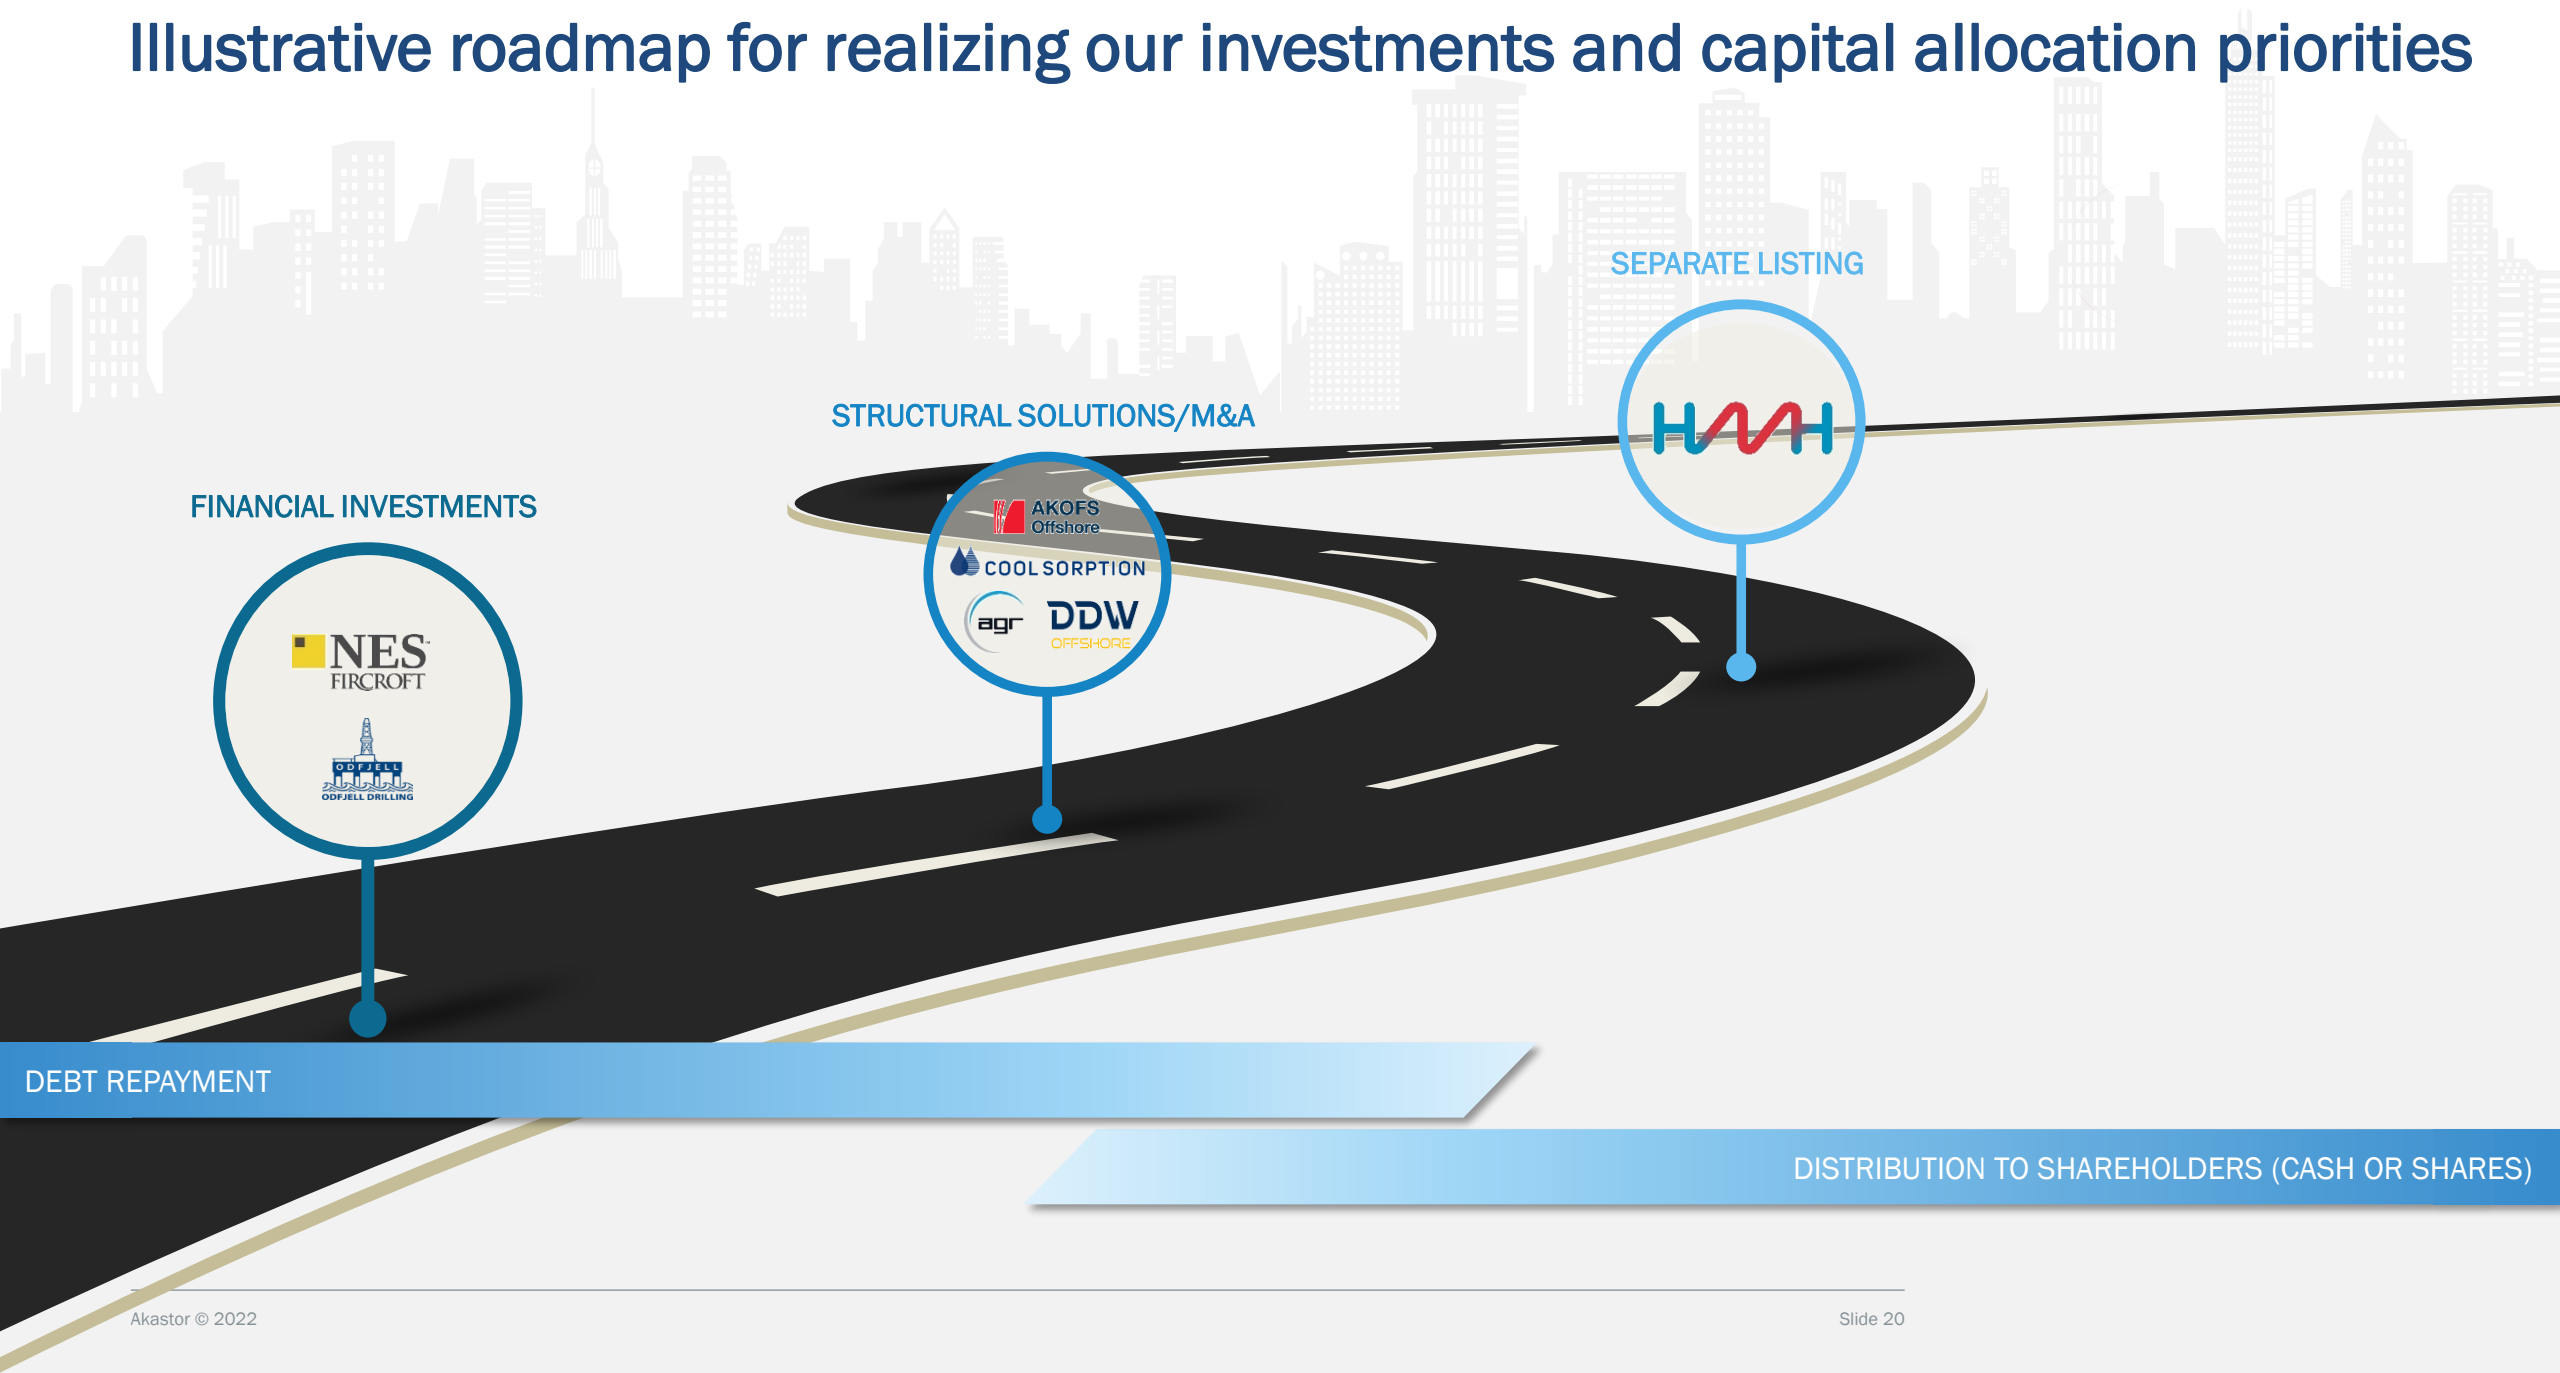 Illustrative roadmap for realizing our investments and capital allocation priorities
SEPARATE LISTING
HMH
STRUCTURAL SOLUTIONS/M&A
AKOFS
Offshore
COOL SORPTION
agr
DDW
OFFSHORE
FINANCIAL INVESTMENTS
NES
FIRCROFT
ODFJELL
ODFJELL DRILLING
DEBT REPAYMENT
DISTRIBUTION TO SHAREHOLDERS (CASH OR SHARES)
Akastor © 2022
Slide 20